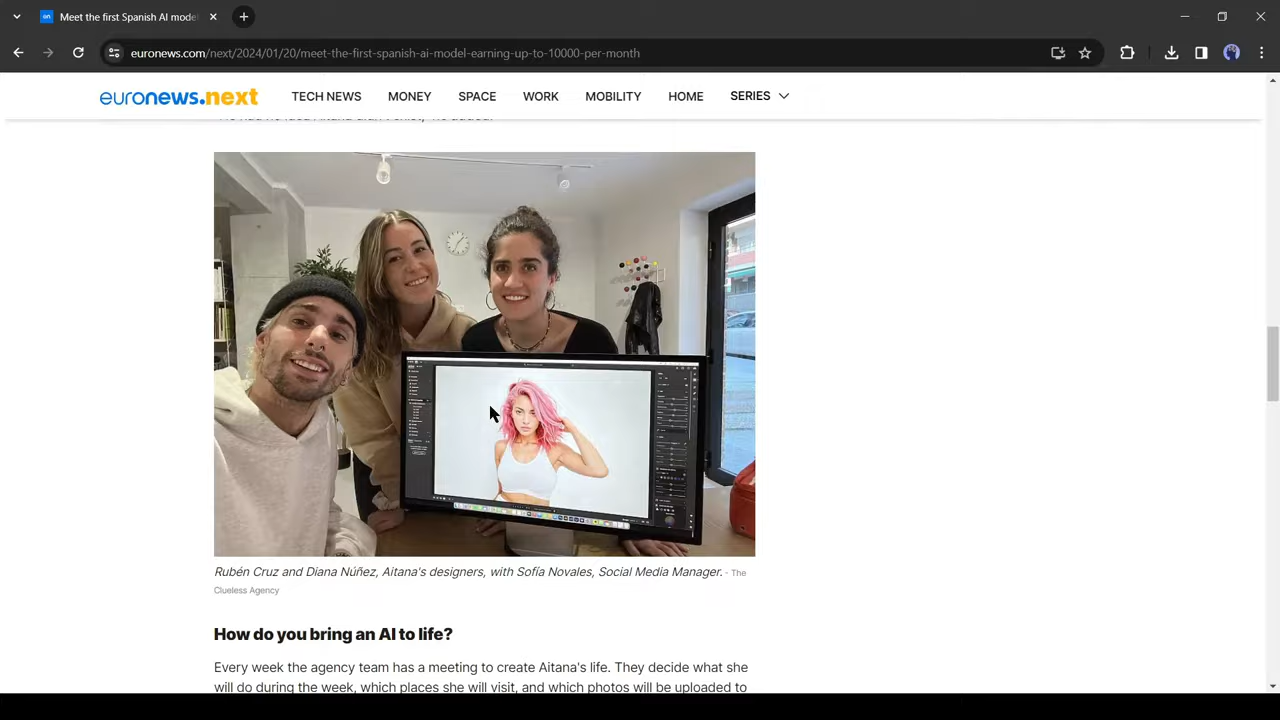 Meet the first Spanish AI mode
euronews.com/next/2024/01/20/meet-the-first-spanish-ai-model-earning-up-to-10000-per-month
euronews.next TECH NEWS MONEY SPACE WORK MOBILITY HOME SERIES
Rubén Cruz and Diana Núñez, Aitana's designers, with Sofía Novales, Social Media Manager. - The
Clueless Agency
How do you bring an AI to life?
Every week the agency team has a meeting to create Aitana's life. They decide what she
will do during the week, which places she will visit, and which photos will be uploaded to